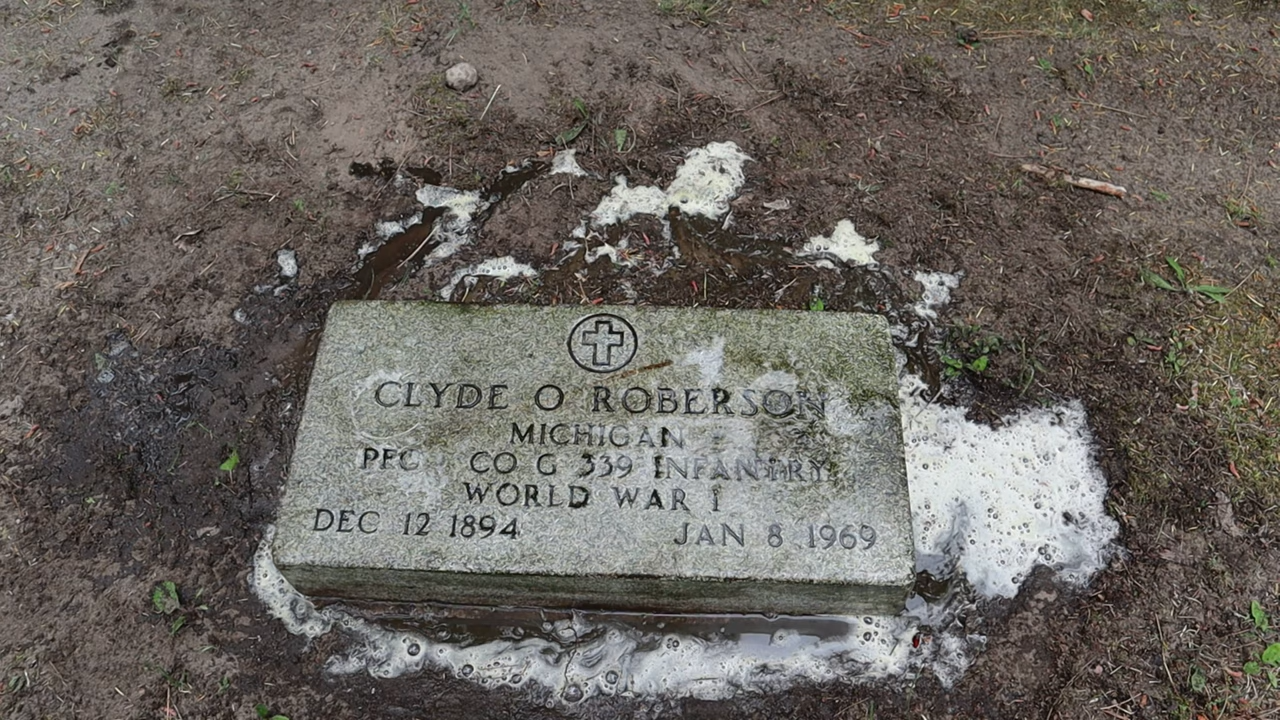 CLYDE O ROBERSON
MICHIGAN
PFC CO G 339 INFANTRY
WORLD WAR I
DEC 12 1894 JAN 8 1969